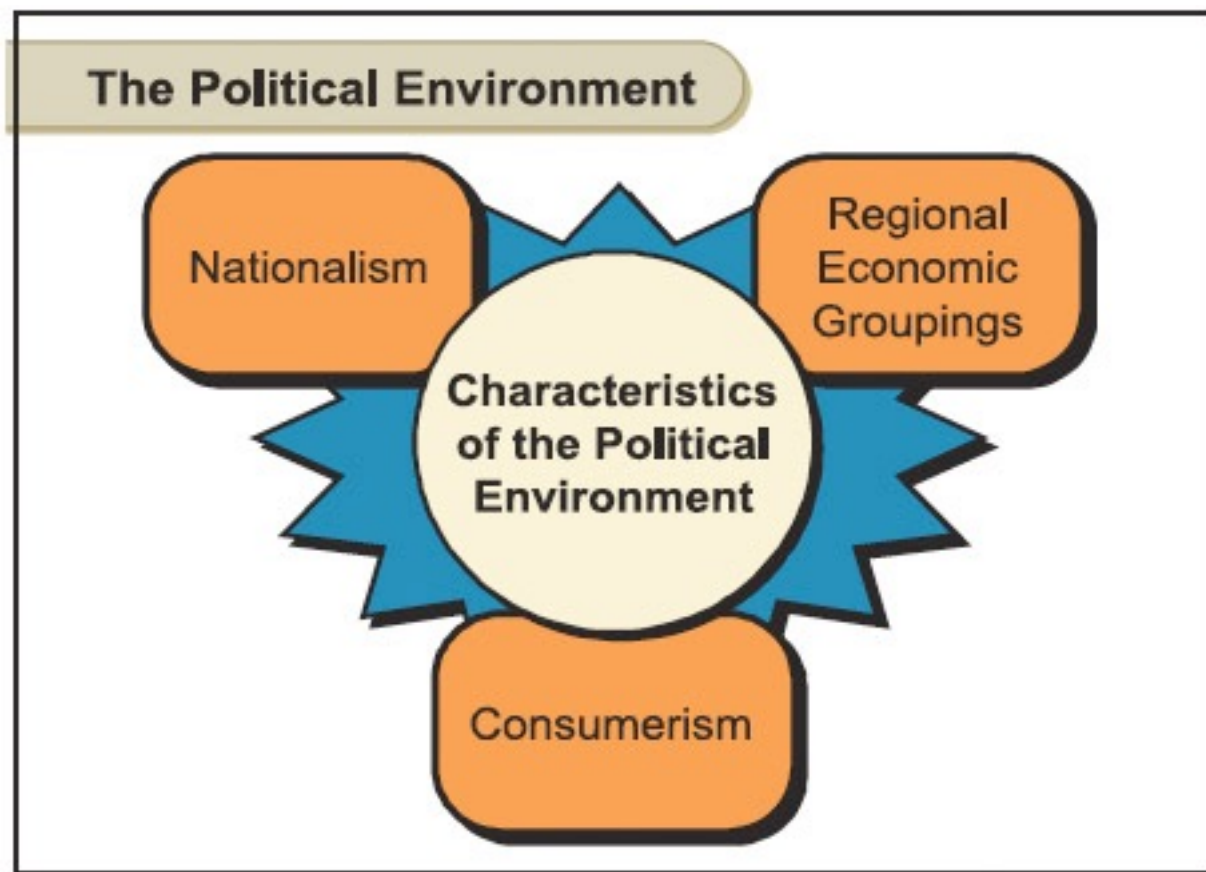 The Political Environment
Nationalism
Regional
Economic
Groupings
Characteristics
of the Political
Environment
Consumerism